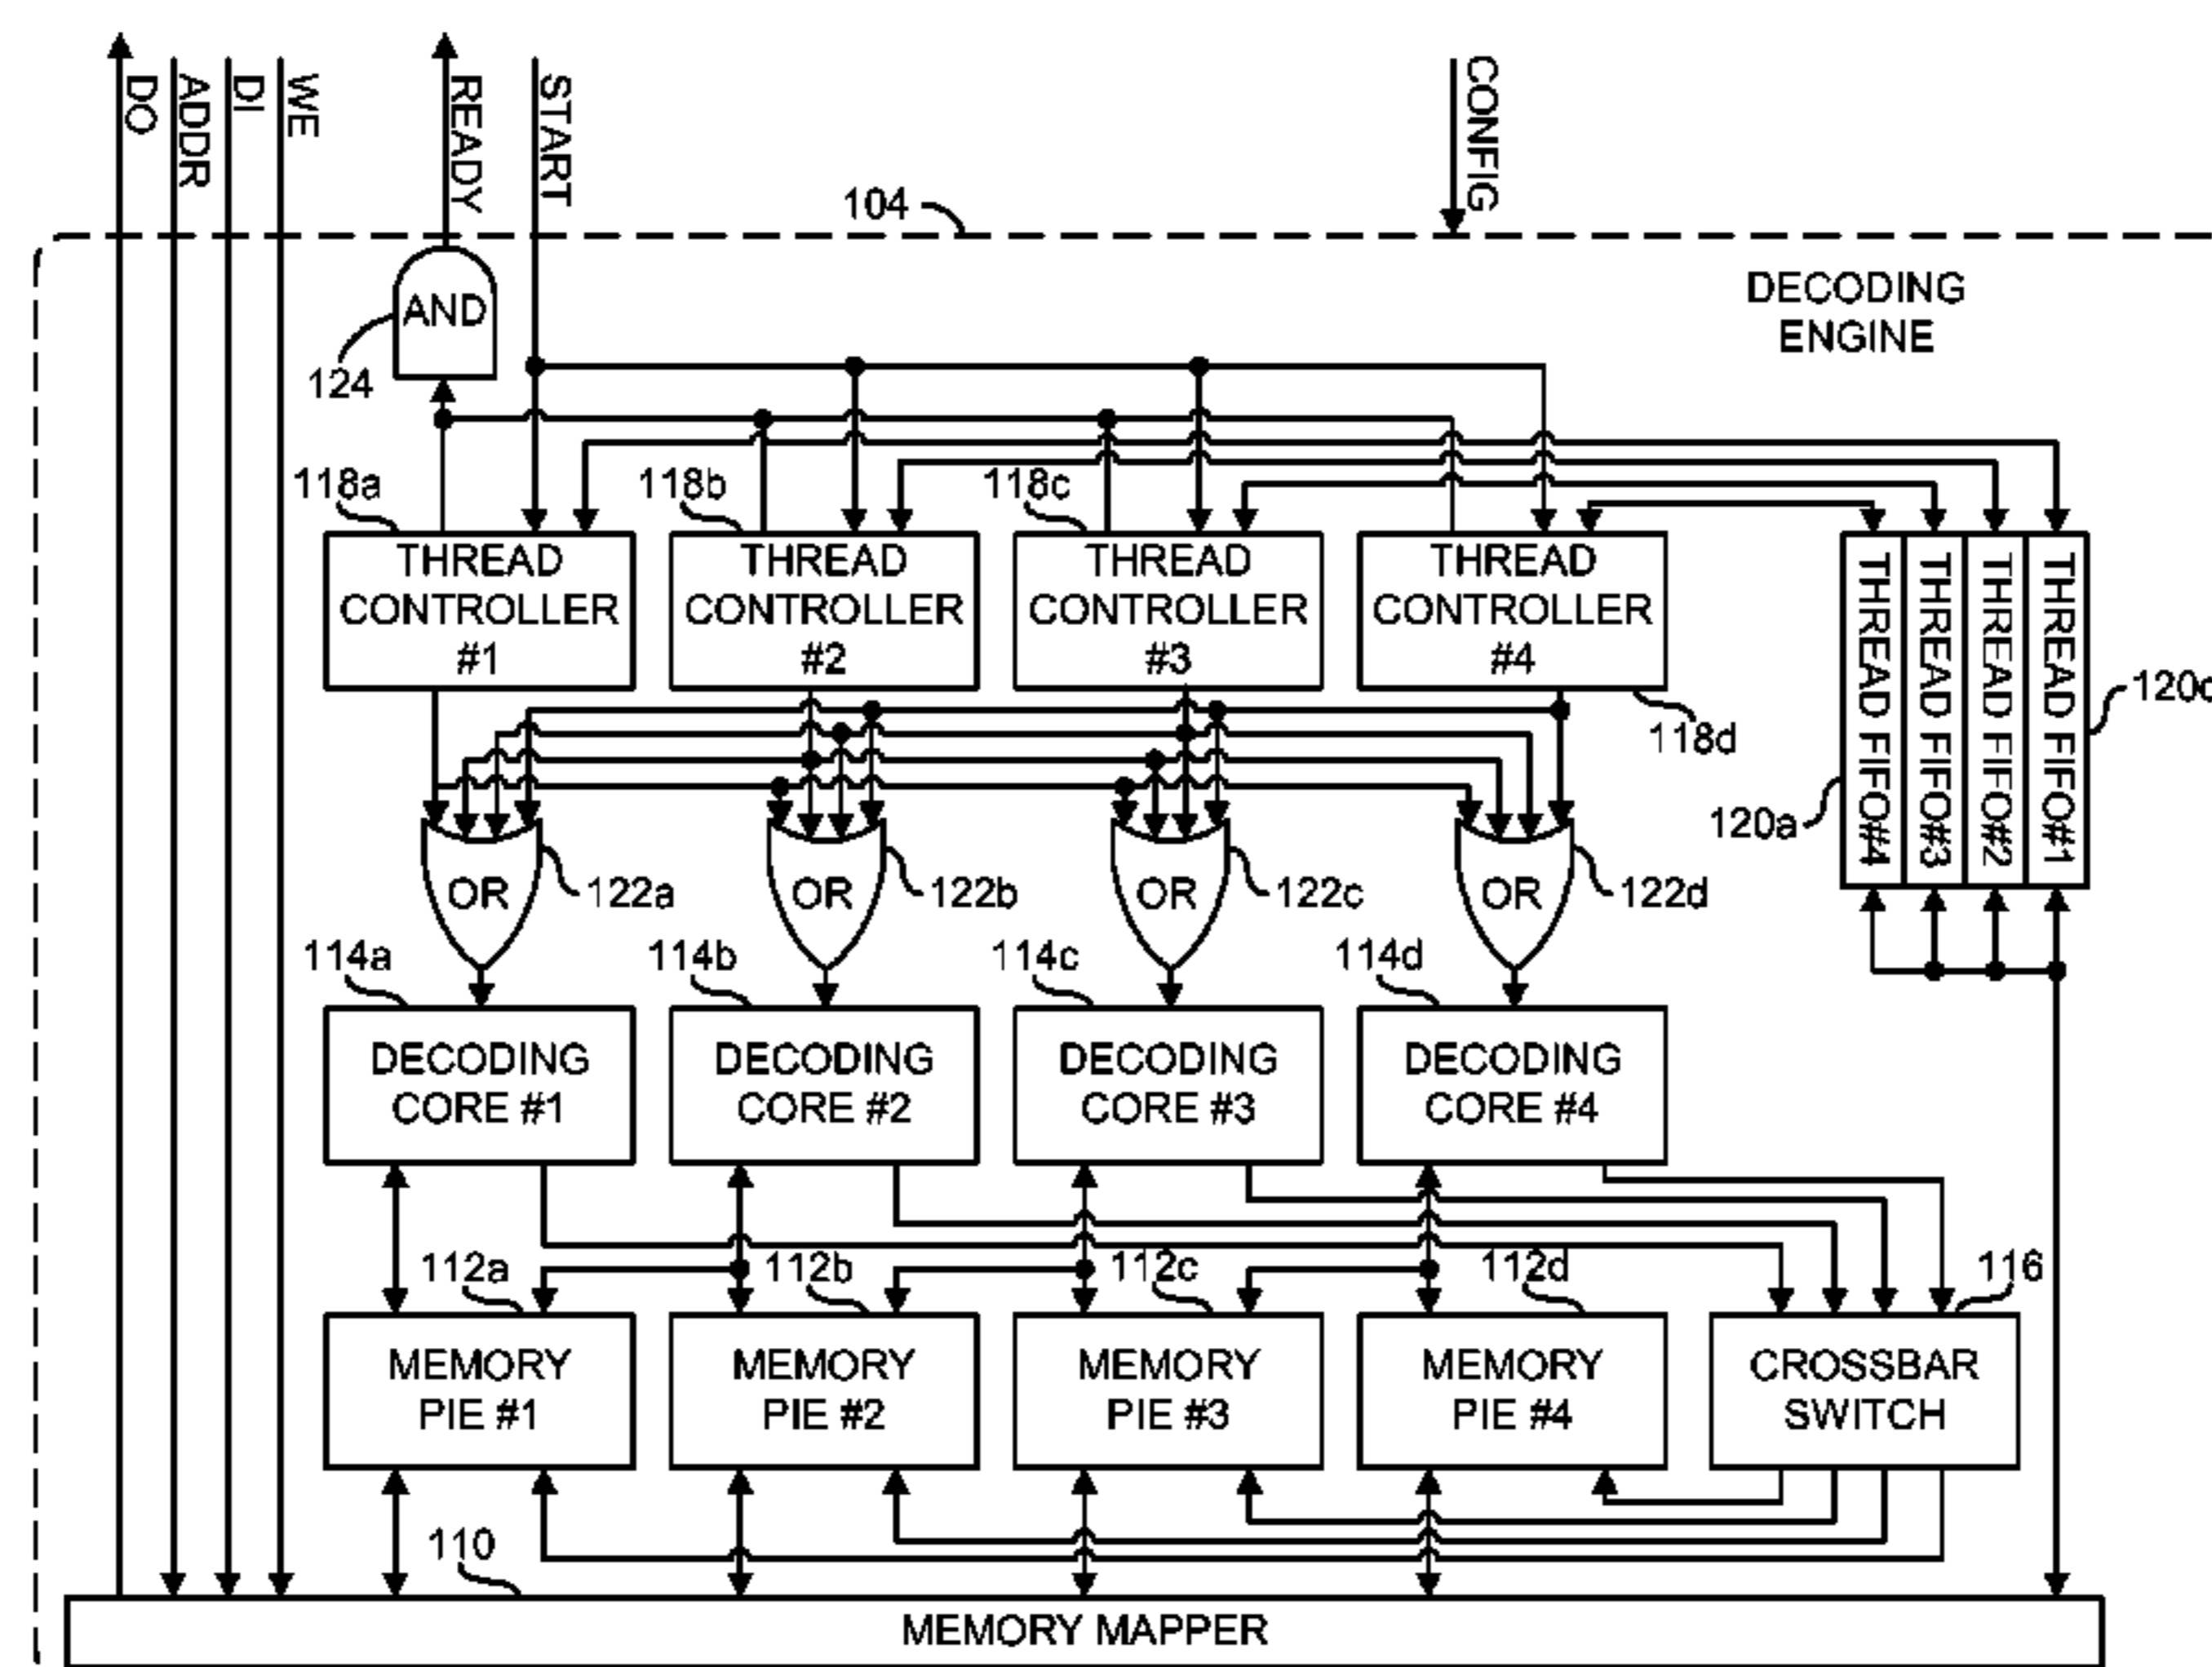 DO
ADDR
DI
WE
READY
START
CONFIG
104
DECODING
ENGINE
AND
124
118a
118b
118c
THREAD
CONTROLLER
#1
THREAD
CONTROLLER
#2
THREAD
CONTROLLER
#3
THREAD
CONTROLLER
#4
118d
THREAD FIFO#4
THREAD FIFO#3
THREAD FIFO#2
THREAD FIFO#1
120a
OR
122a
OR
122b
OR
122c
OR
122d
114a
114b
114c
114d
DECODING
CORE #1
DECODING
CORE #2
DECODING
CORE #3
DECODING
CORE #4
112a
112b
112c
112d
116
MEMORY
PIE #1
MEMORY
PIE #2
MEMORY
PIE #3
MEMORY
PIE #4
CROSSBAR
SWITCH
110
MEMORY MAPPER